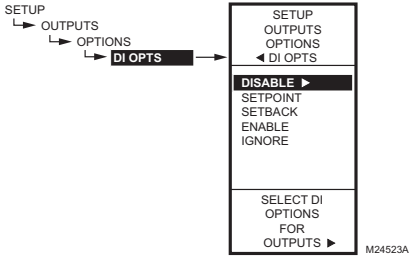 SETUP
OUTPUTS
OPTIONS
DI OPTS
SETUP
OUTPUTS
OPTIONS
◄ DI OPTS
DISABLE ►
SETPOINT
SETBACK
ENABLE
IGNORE
SELECT DI
OPTIONS
FOR
OUTPUTS ►
M24523A